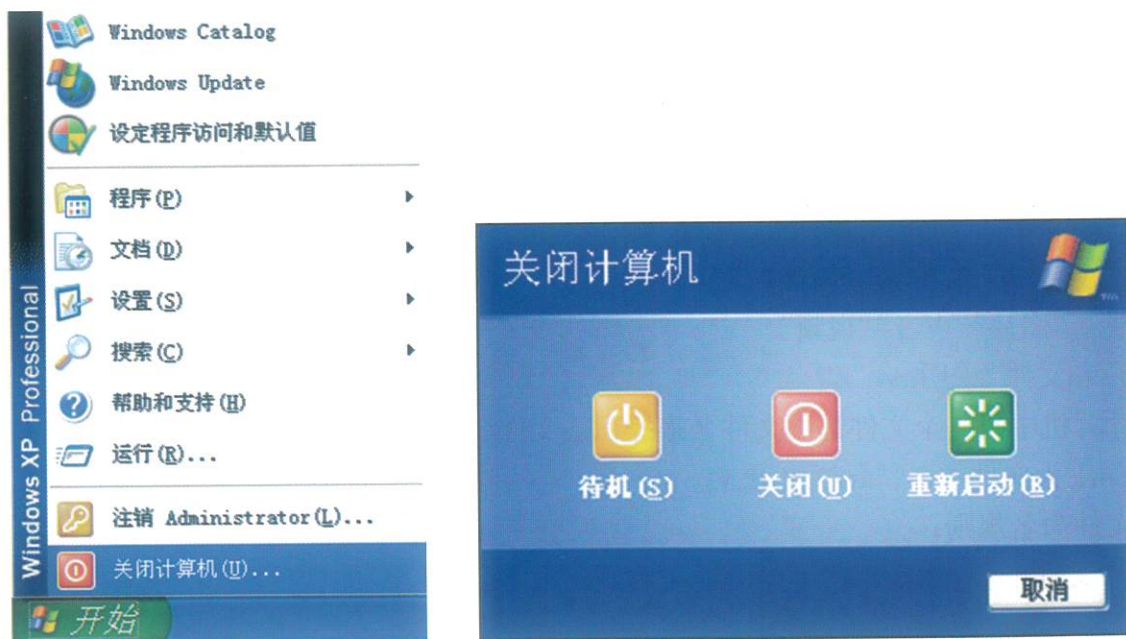 Windows Catalog
Windows Update
设定程序访问和默认值
程序(P)
文档(D)
设置(S)
搜索(C)
帮助和支持(H)
运行(R)...
注销 Administrator(L)...
关闭计算机(U)...
开始
Windows XP Professional
关闭计算机
TM
待机(S)
关闭(U)
重新启动(R)
取消